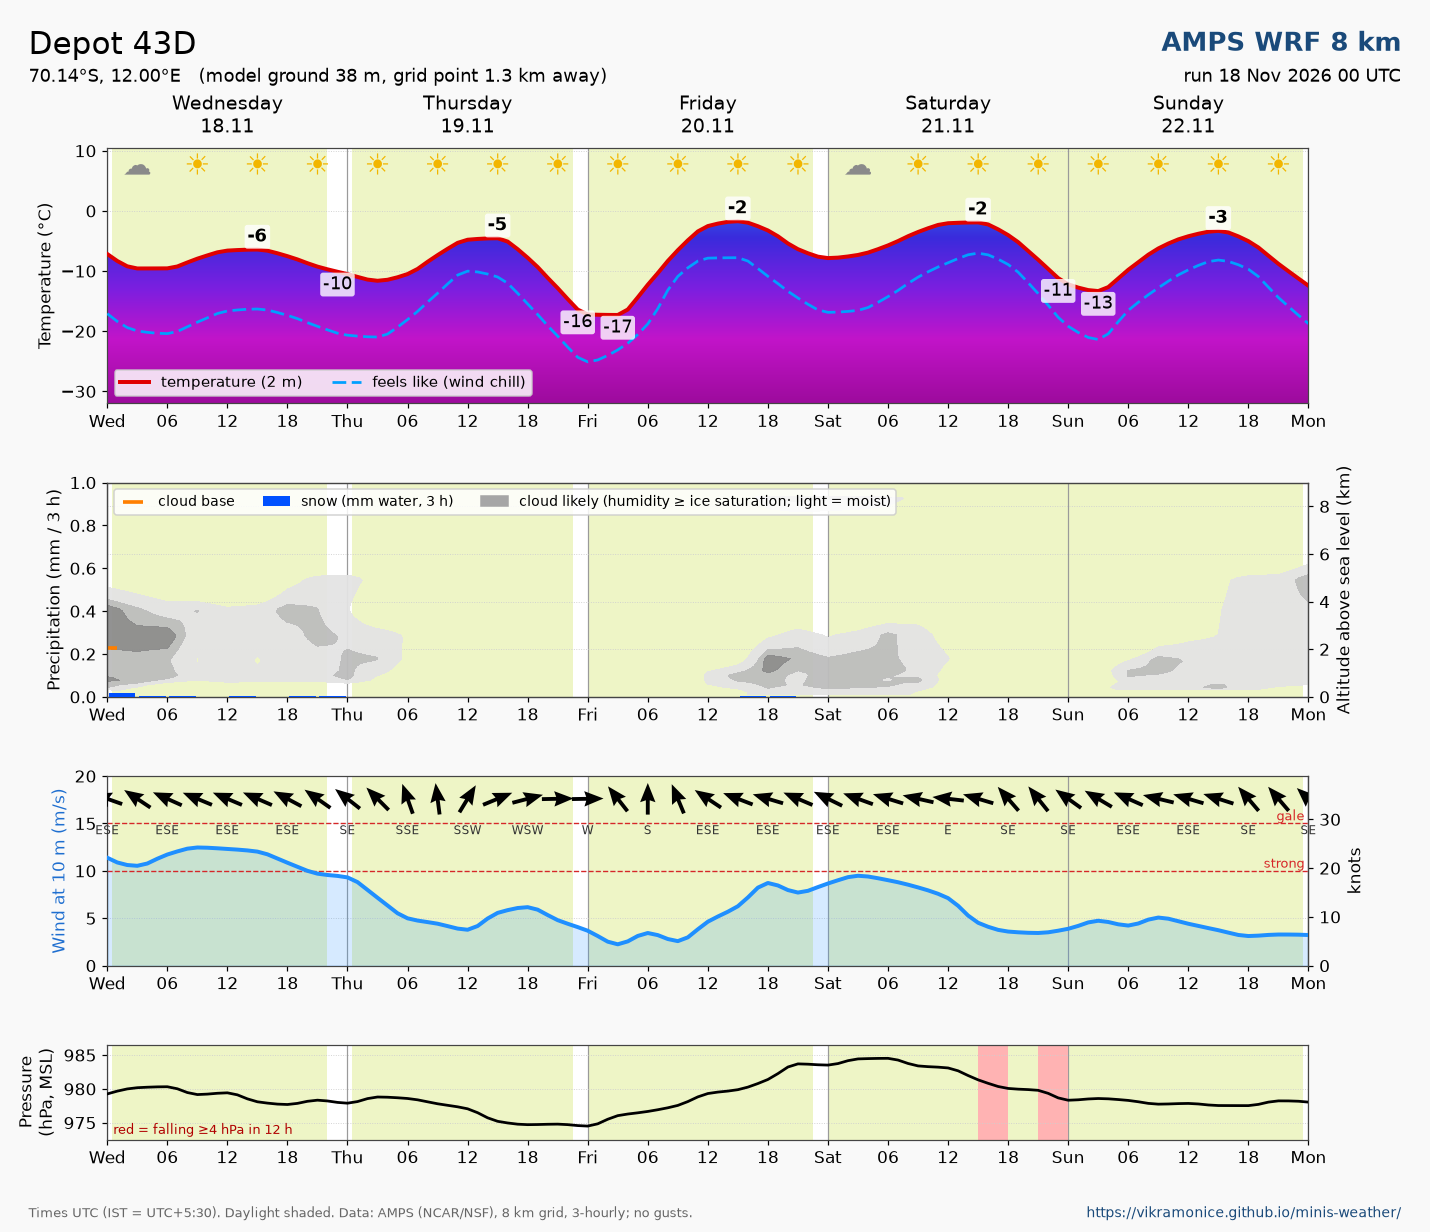 Depot 43D
AMPS WRF 8 km
70.14°S, 12.00°E (model ground 38 m, grid point 1.3 km away)
run 18 Nov 2026 00 UTC
Wednesday Thursday Friday Saturday Sunday
18.11 19.11 20.11 21.11 22.11
Temperature (°C)
10
0
−10
−20
−30
-6 -5 -2 -2 -3
-10 -16 -17 -11 -13
temperature (2 m) feels like (wind chill)
Wed 06 12 18 Thu 06 12 18 Fri 06 12 18 Sat 06 12 18 Sun 06 12 18 Mon
Precipitation (mm / 3 h)
1.0
0.8
0.6
0.4
0.2
0.0
cloud base snow (mm water, 3 h) cloud likely (humidity ≥ ice saturation; light = moist)
8
6
4
2
0
Altitude above sea level (km)
Wed 06 12 18 Thu 06 12 18 Fri 06 12 18 Sat 06 12 18 Sun 06 12 18 Mon
Wind at 10 m (m/s)
20
15
10
5
0
ESE ESE ESE ESE SE SSE SSW WSW W S ESE ESE ESE ESE E SE SE ESE ESE SE SE
gale
strong
30
20
10
0
knots
Wed 06 12 18 Thu 06 12 18 Fri 06 12 18 Sat 06 12 18 Sun 06 12 18 Mon
Pressure
(hPa, MSL)
985
980
975
red = falling ≥4 hPa in 12 h
Wed 06 12 18 Thu 06 12 18 Fri 06 12 18 Sat 06 12 18 Sun 06 12 18 Mon
Times UTC (IST = UTC+5:30). Daylight shaded. Data: AMPS (NCAR/NSF), 8 km grid, 3-hourly; no gusts.
https://vikramonice.github.io/minis-weather/